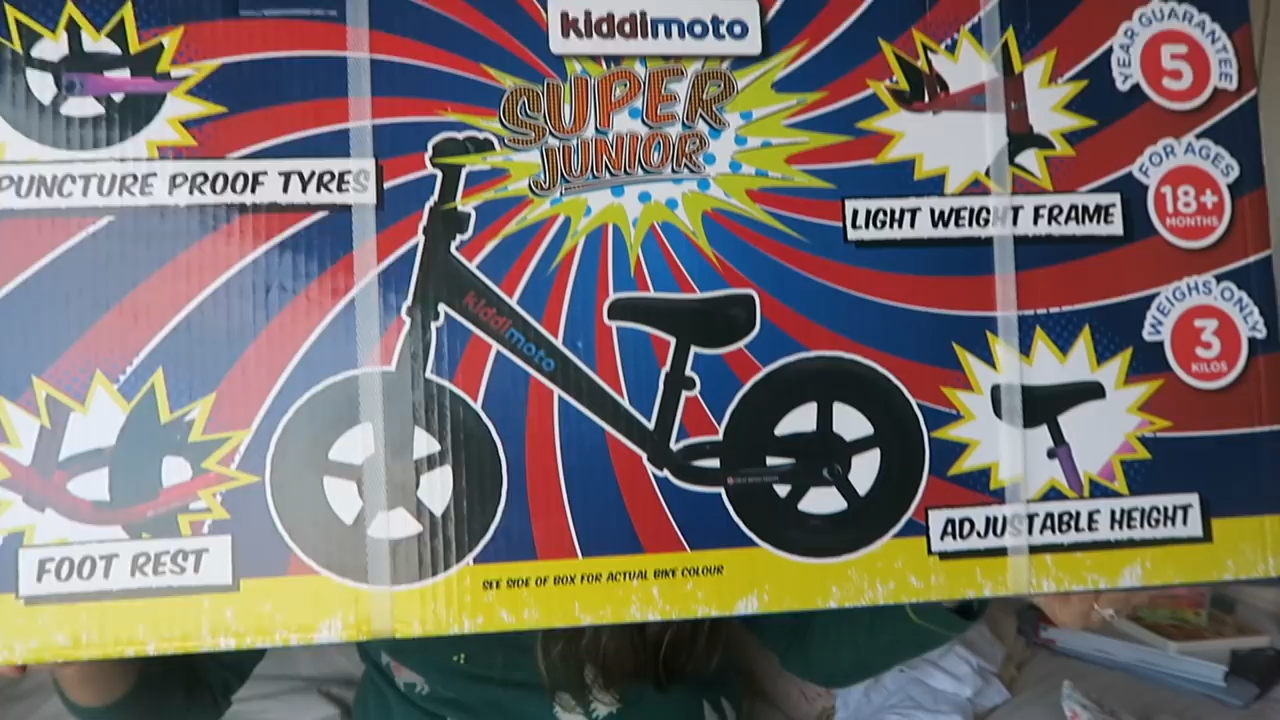 kiddimoto
SUPER
JUNIOR
PUNCTURE PROOF TYRES
LIGHT WEIGHT FRAME
YEAR GUARANTEE
5
FOR AGES
18+
MONTHS
WEIGHS ONLY
3
KILOS
kiddimoto
FOOT REST
ADJUSTABLE HEIGHT
SEE SIDE OF BOX FOR ACTUAL BIKE COLOUR